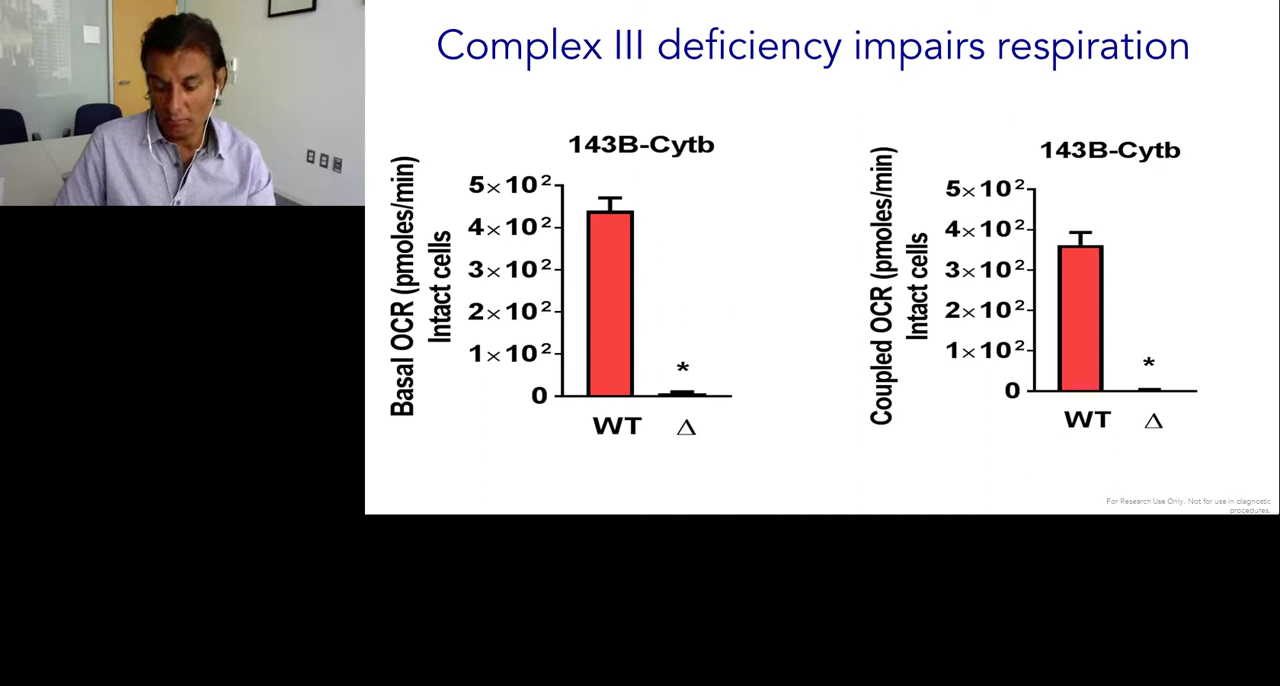 Complex III deficiency impairs respiration
143B-Cytb
Basal OCR (pmoles/min)
Intact cells
5×10²
4×10²
3×10²
2×10²
1×10²
0
*
WT Δ
143B-Cytb
Coupled OCR (pmoles/min)
Intact cells
5×10²
4×10²
3×10²
2×10²
1×10²
0
*
WT Δ
For Research Use Only. Not for use in diagnostic
procedures.